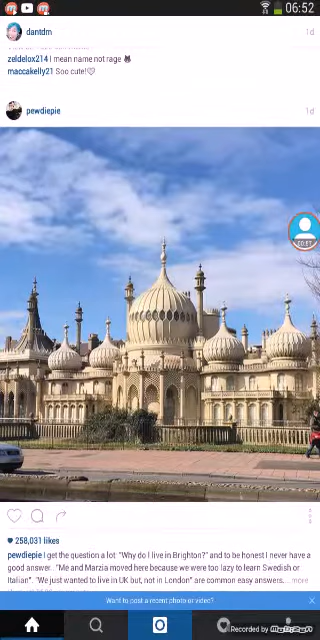 06:52
dantdm 1d
zeldelox214 I mean name not rage
maccakelly21 Soo cute!
pewdiepie 1d
258,031 likes
pewdiepie I get the question a lot "Why do I live in Brighton?" and to be honest I never have a
good answer. "Me and Marzia moved here because we were too lazy to learn Swedish or
Italian". "We just wanted to live in UK but, not in London" are common easy answers.... more
Want to post a recent photo or video?
Recorded by